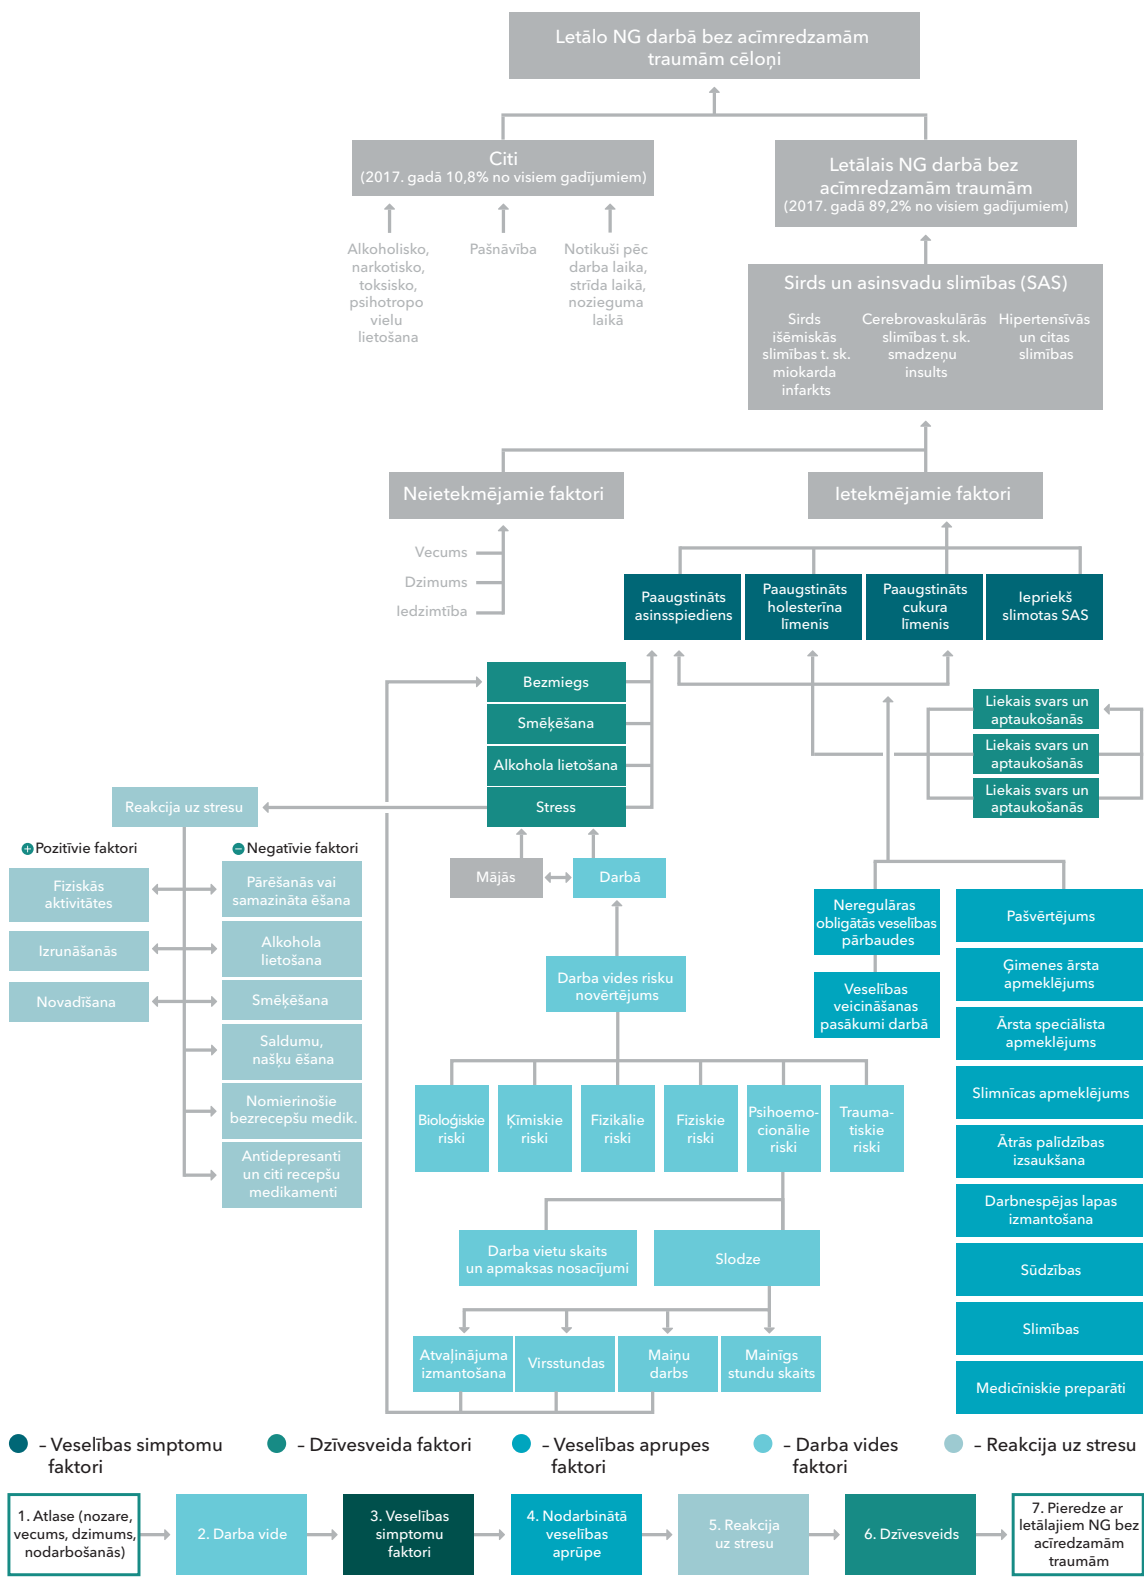 Letālo NG darbā bez acīmredzamām
traumām cēloņi
Citi
(2017. gadā 10,8% no visiem gadījumiem)
Letālais NG darbā bez
acīmredzamām traumām
(2017. gadā 89,2% no visiem gadījumiem)
Alkoholisko,
narkotisko,
toksisko,
psihotropo
vielu
lietošana
Pašnāvība
Notikuši pēc
darba laika,
strīda laikā,
nozieguma
laikā
Sirds un asinsvadu slimības (SAS)
Sirds
išēmiskās
slimības t. sk.
miokarda
infarkts
Cerebrovaskulārās
slimības t. sk.
smadzeņu
insults
Hipertensīvās
un citas
slimības
Neietekmējamie faktori
Ietekmējamie faktori
Vecums
Dzimums
Iedzimtība
Paaugstināts
asinsspiediens
Paaugstināts
holesterīna
līmenis
Paaugstināts
cukura
līmenis
Iepriekš
slimotas SAS
Bezmiegs
Smēķēšana
Alkohola lietošana
Stress
Liekais svars un
aptaukošanās
Liekais svars un
aptaukošanās
Liekais svars un
aptaukošanās
Reakcija uz stresu
Pozitīvie faktori
Negatīvie faktori
Fiziskās
aktivitātes
Izrunāšanās
Novadīšana
Pārēšanās vai
samazināta ēšana
Alkohola
lietošana
Smēķēšana
Saldumu,
našķu ēšana
Nomierinošie
bezrecepšu medik.
Antidepresanti
un citi recepšu
medikamenti
Mājās
Darbā
Darba vides risku
novērtējums
Bioloģiskie
riski
Ķīmiskie
riski
Fizikālie
riski
Fiziskie
riski
Psihoemo-
cionālie
riski
Trauma-
tiskie
riski
Darba vietu skaits
un apmaksas nosacījumi
Slodze
Atvaļinājuma
izmantošana
Virsstundas
Maiņu
darbs
Mainīgs
stundu skaits
Neregulāras
obligātās veselības
pārbaudes
Veselības
veicināšanas
pasākumi darbā
Pašvērtējums
Ģimenes ārsta
apmeklējums
Ārsta speciālista
apmeklējums
Slimnīcas apmeklējums
Ātrās palīdzības
izsaukšana
Darbnespējas lapas
izmantošana
Sūdzības
Slimības
Medicīniskie preparāti
– Veselības simptomu
faktori
– Dzīvesveida faktori
– Veselības aprupes
faktori
– Darba vides
faktori
– Reakcija uz stresu
1. Atlase (nozare,
vecums, dzimums,
nodarbošanās)
2. Darba vide
3. Veselības
simptomu
faktori
4. Nodarbinātā
veselības
aprūpe
5. Reakcija
uz stresu
6. Dzīvesveids
7. Pieredze ar
letālajiem NG bez
acīredzamām
traumām